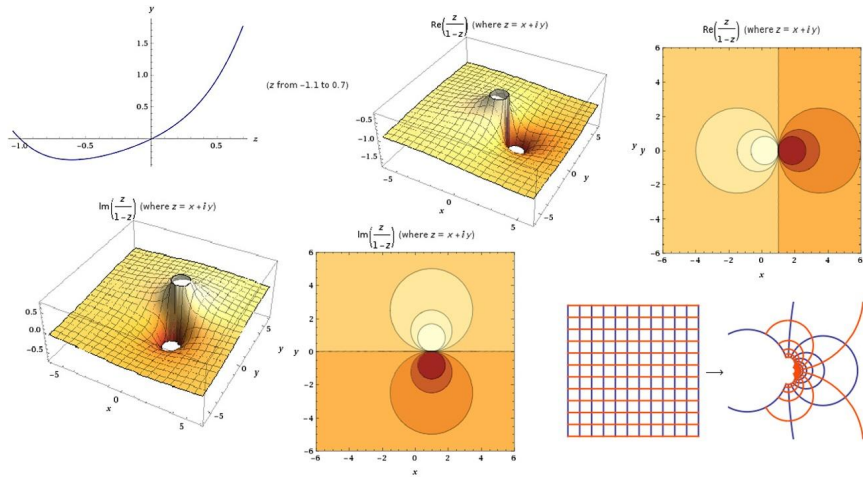 y
1.5
1.0
0.5
-1.0
-0.5
0.5
z
(z from -1.1 to 0.7)
Re(z/(1-z)) (where z = x + i y)
-0.5
-1.0
-1.5
-5
0
5
x
-5
0
5
y
Re(z/(1-z)) (where z = x + i y)
6
4
2
y y 0
-2
-4
-6
-6 -4 -2 0 2 4 6
x
Im(z/(1-z)) (where z = x + i y)
0.5
0.0
-0.5
-5
0
5
x
-5
0
5
y
Im(z/(1-z)) (where z = x + i y)
6
4
2
y y 0
-2
-4
-6
-6 -4 -2 0 2 4 6
x
→